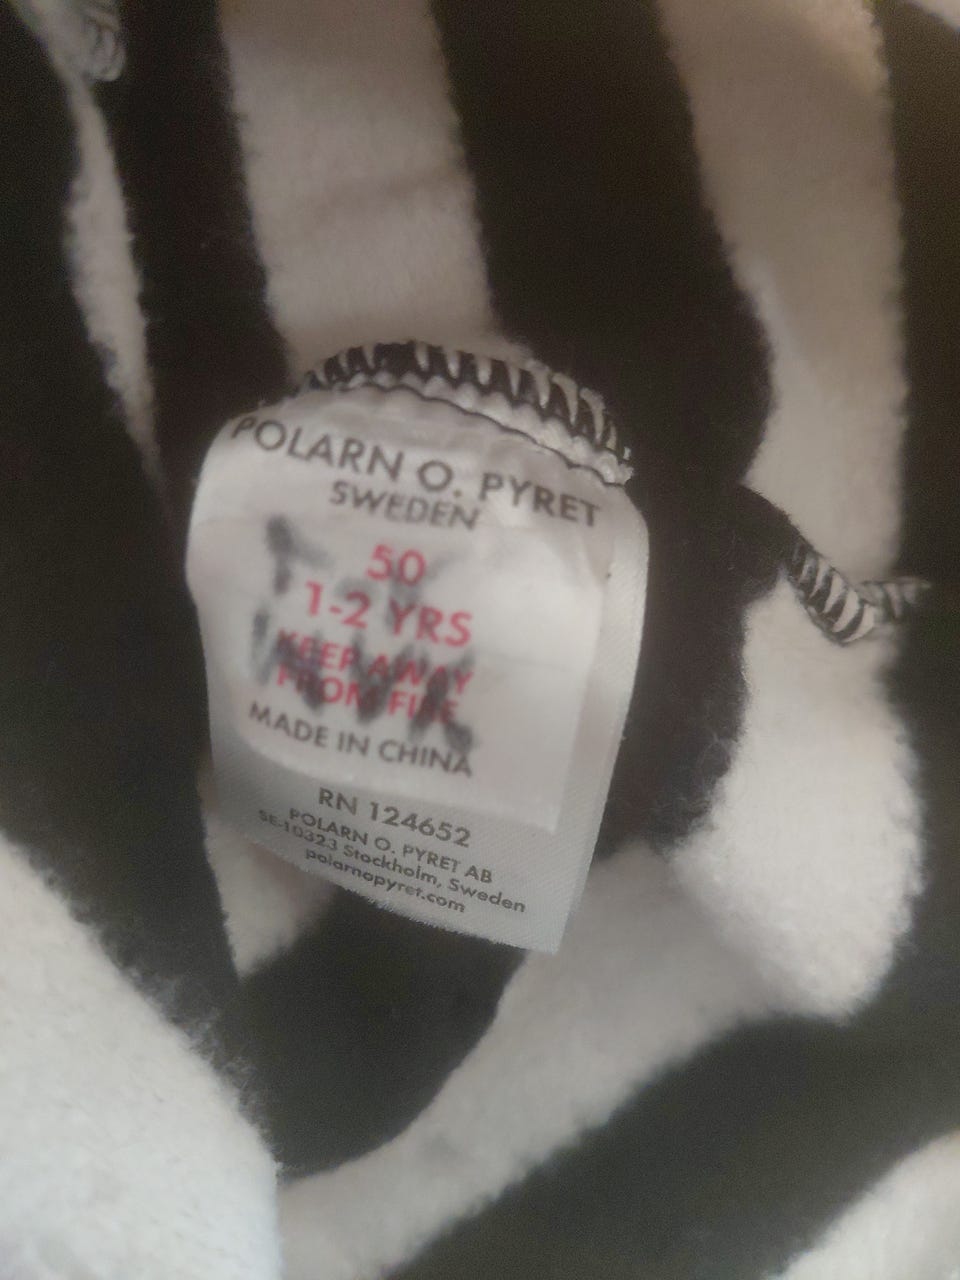 POLARN O. PYRET
SWEDEN
50
1-2 YRS
KEEP AWAY
FROM FIRE
MADE IN CHINA
RN 124652
POLARN O. PYRET AB
SE-10323 Stockholm, Sweden
polarnopyret.com